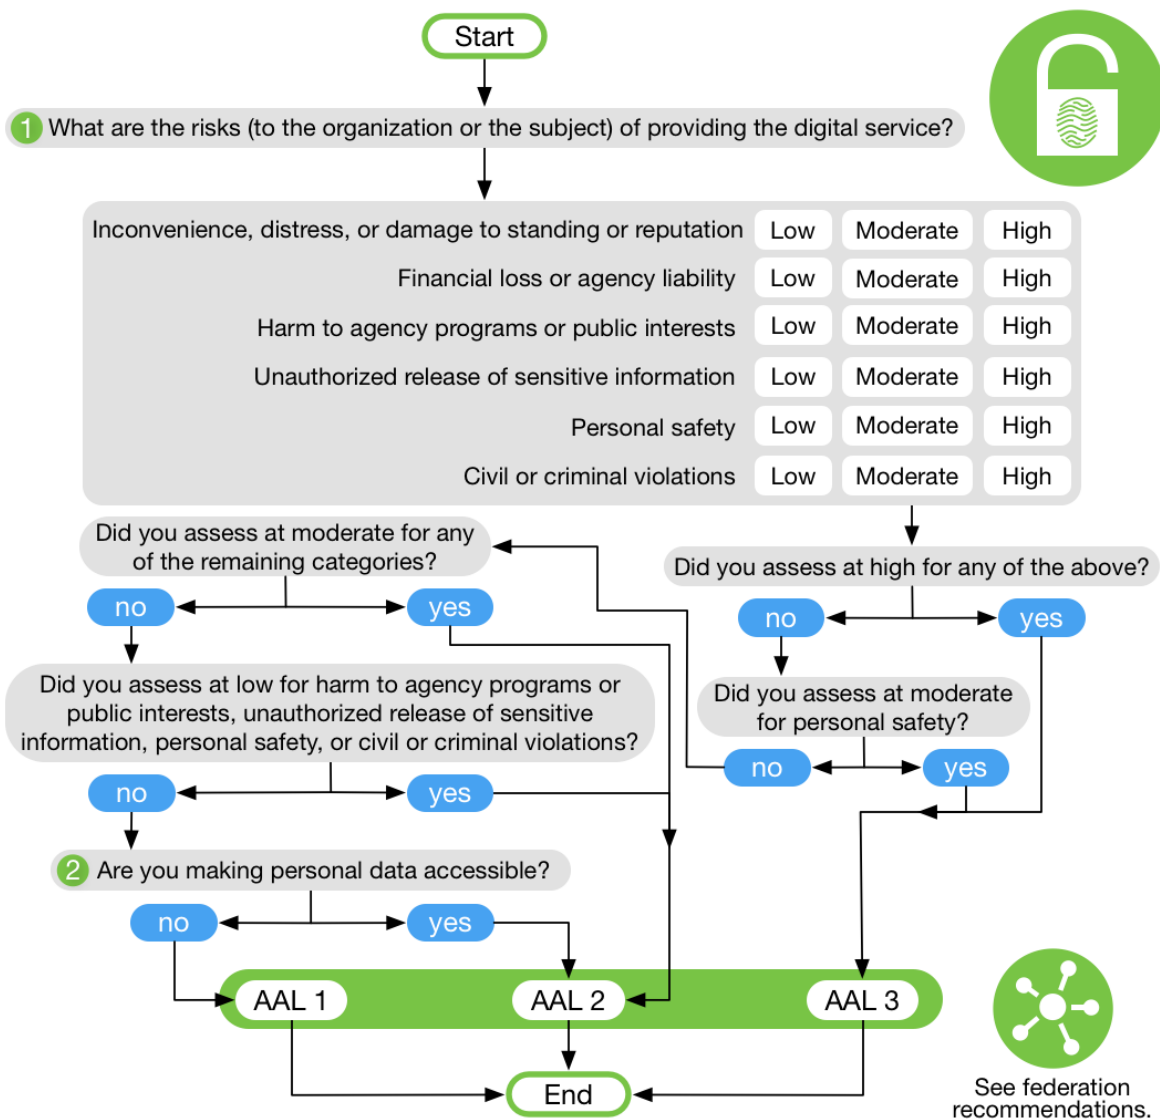 Start
1 What are the risks (to the organization or the subject) of providing the digital service?
Inconvenience, distress, or damage to standing or reputation Low Moderate High
Financial loss or agency liability Low Moderate High
Harm to agency programs or public interests Low Moderate High
Unauthorized release of sensitive information Low Moderate High
Personal safety Low Moderate High
Civil or criminal violations Low Moderate High
Did you assess at high for any of the above?
no yes
Did you assess at moderate
for personal safety?
no yes
Did you assess at moderate for any
of the remaining categories?
no yes
Did you assess at low for harm to agency programs or
public interests, unauthorized release of sensitive
information, personal safety, or civil or criminal violations?
no yes
2 Are you making personal data accessible?
no yes
AAL 1 AAL 2 AAL 3
End
See federation
recommendations.